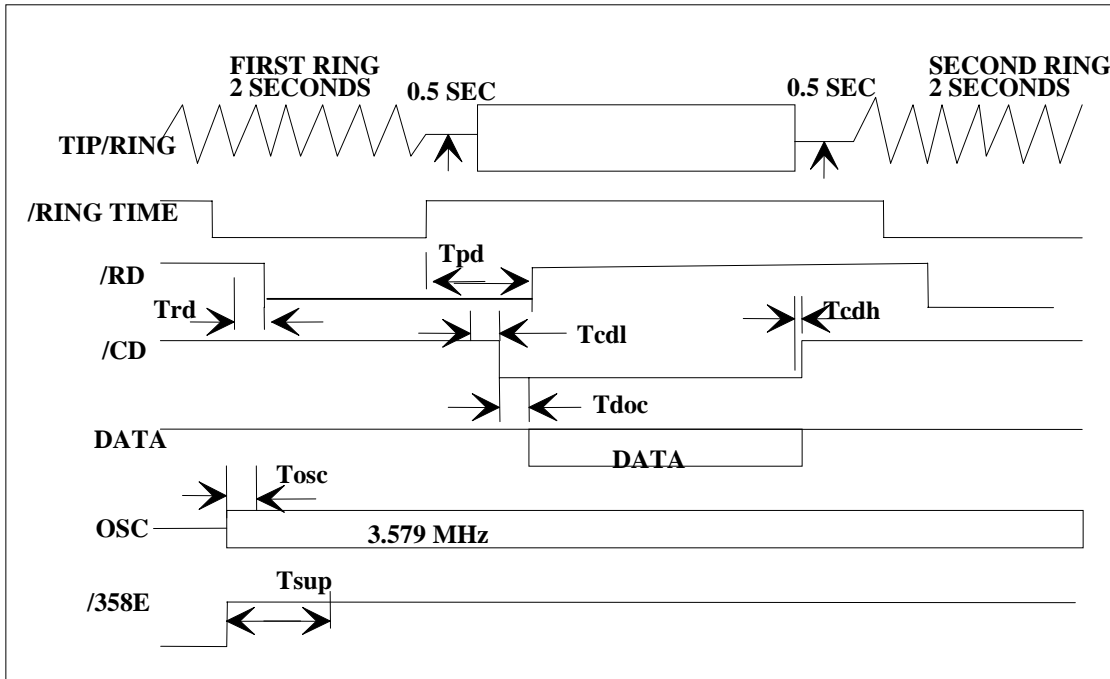 FIRST RING
2 SECONDS
0.5 SEC
0.5 SEC
SECOND RING
2 SECONDS
TIP/RING
/RING TIME
Tpd
/RD
Trd
Tcdh
Tcdl
/CD
Tdoc
DATA
DATA
Tosc
OSC
3.579 MHz
Tsup
/358E